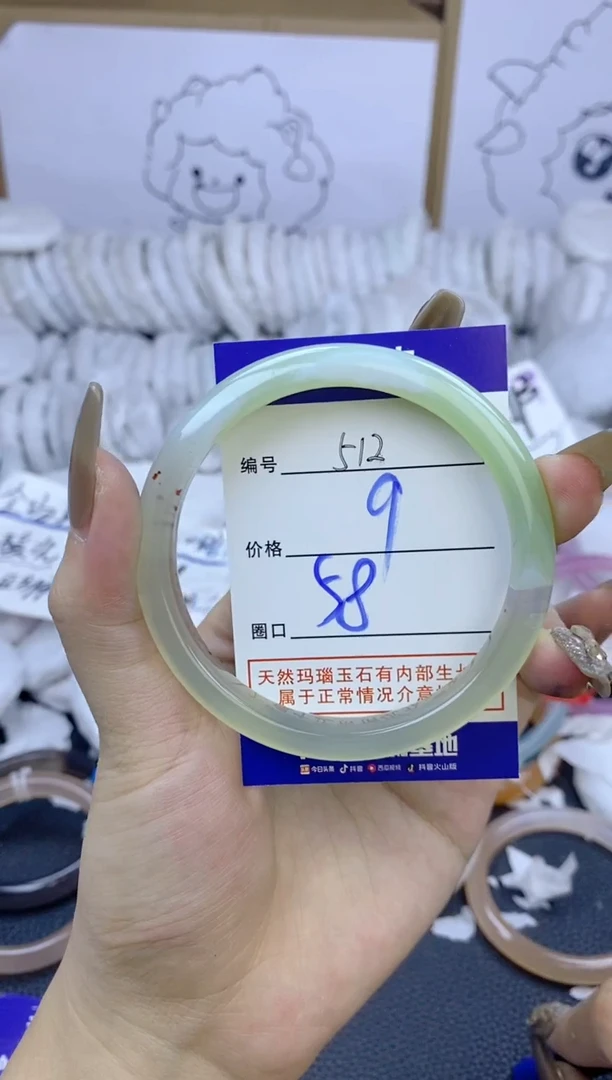 编号 512
9
价格
58
圈口
天然玛瑙玉石有内部生
属于正常情况介意
基地
今日头条 抖音 西瓜视频 抖音火山版